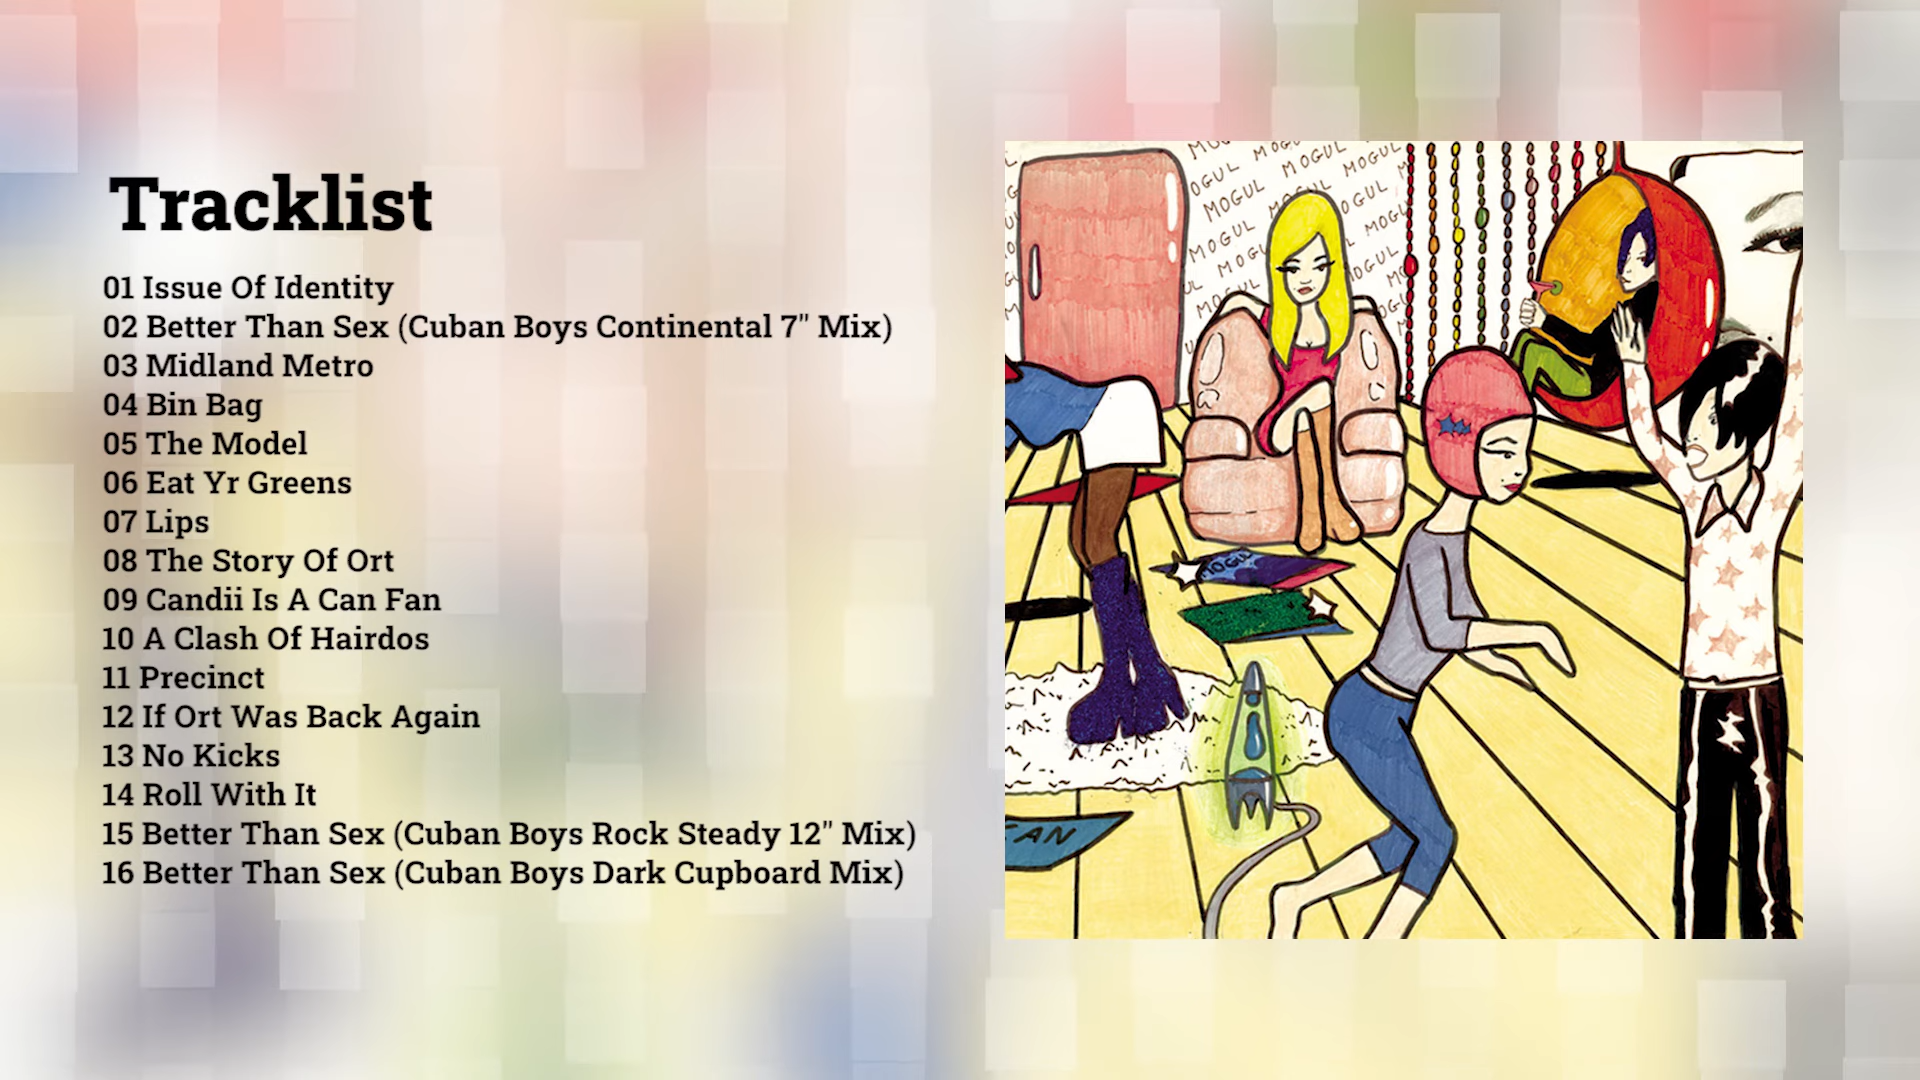 Tracklist
01 Issue Of Identity
02 Better Than Sex (Cuban Boys Continental 7" Mix)
03 Midland Metro
04 Bin Bag
05 The Model
06 Eat Yr Greens
07 Lips
08 The Story Of Ort
09 Candii Is A Can Fan
10 A Clash Of Hairdos
11 Precinct
12 If Ort Was Back Again
13 No Kicks
14 Roll With It
15 Better Than Sex (Cuban Boys Rock Steady 12" Mix)
16 Better Than Sex (Cuban Boys Dark Cupboard Mix)
MOGUL MOGUL MOGUL
MOGUL MOGUL
MOGUL
MOGUL
MOGUL
MOGUL